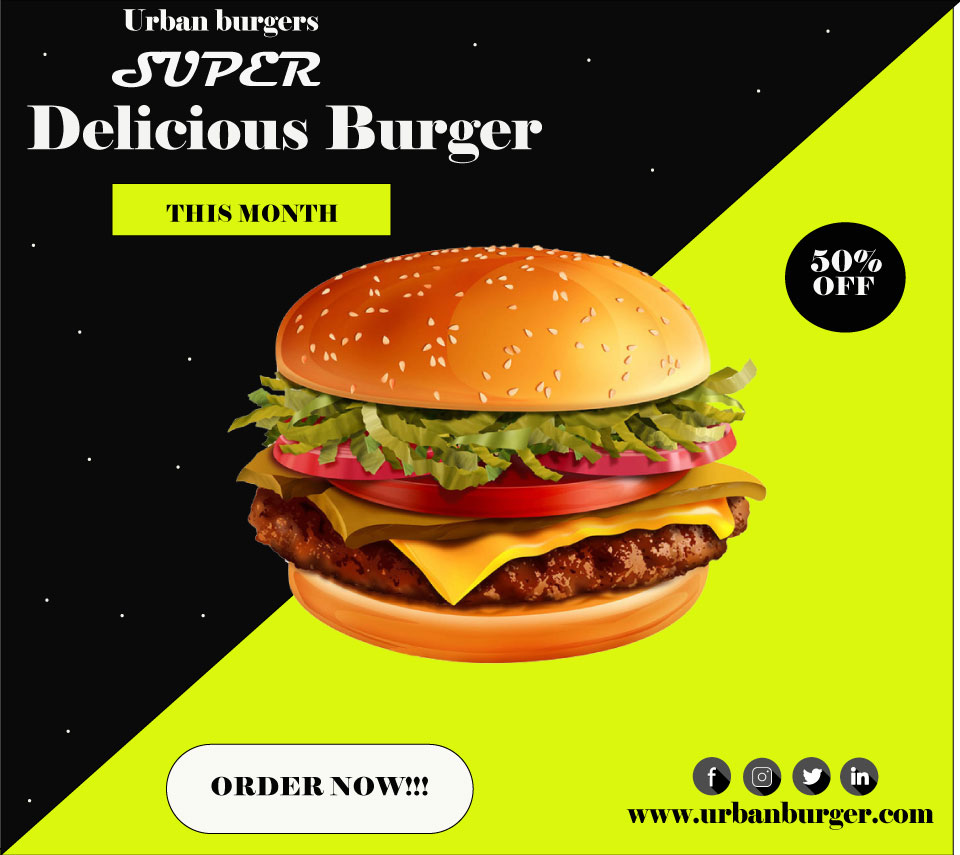 Urban burgers
SUPER
Delicious Burger
THIS MONTH
50%
OFF
ORDER NOW!!!
www.urbanburger.com